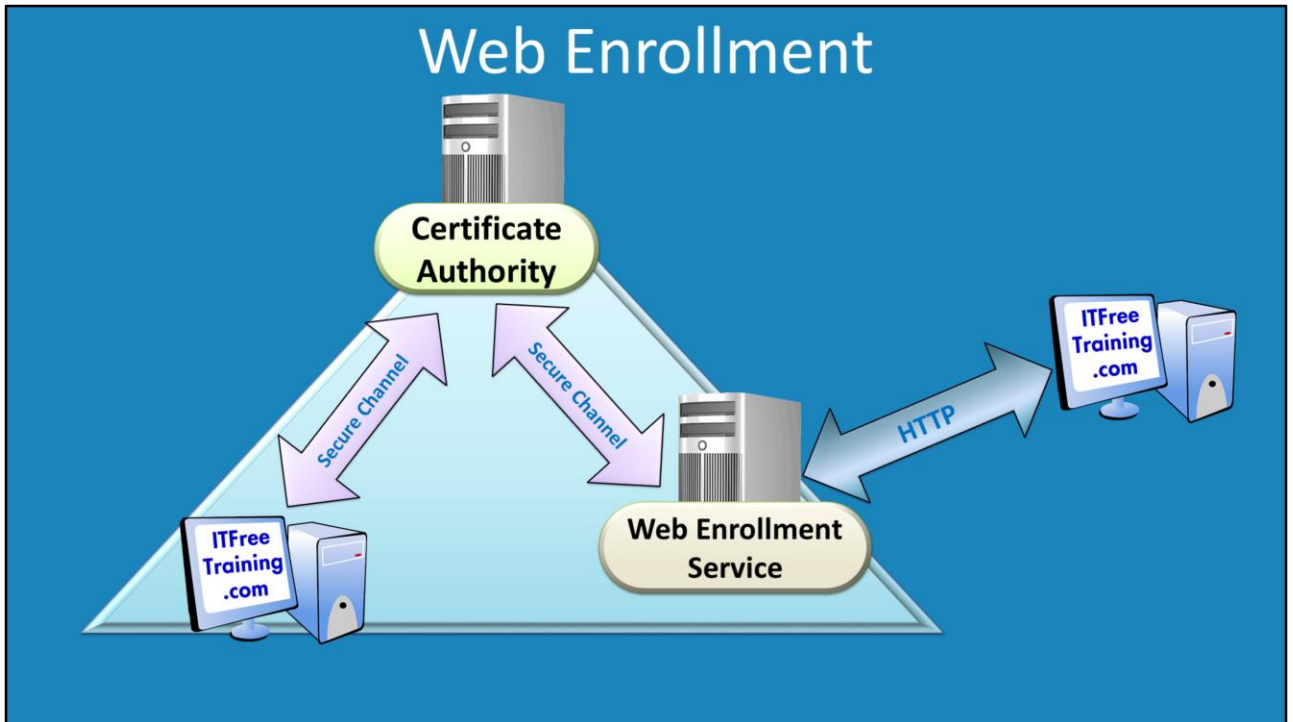 Web Enrollment
Certificate
Authority
ITFree
Training
.com
Secure Channel
Secure Channel
HTTP
Web Enrollment
Service
ITFree
Training
.com